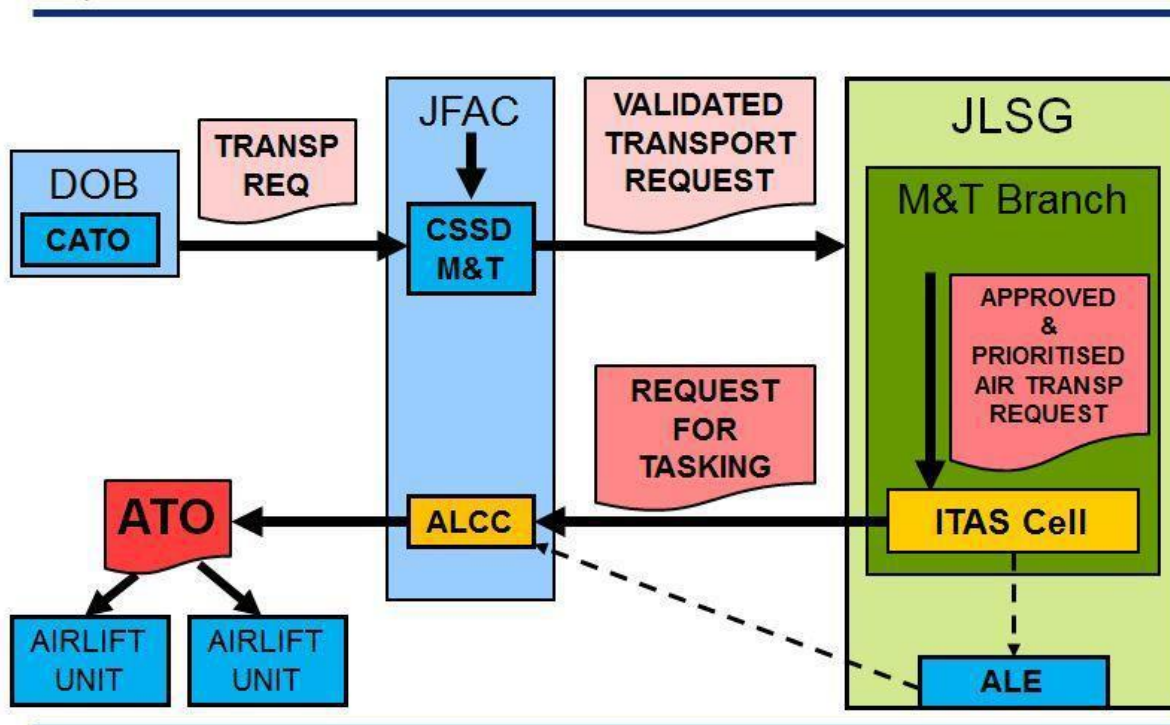 DOB
CATO
TRANSP
REQ
JFAC
CSSD
M&T
VALIDATED
TRANSPORT
REQUEST
JLSG
M&T Branch
APPROVED
&
PRIORITISED
AIR TRANSP
REQUEST
REQUEST
FOR
TASKING
ATO
ALCC
ITAS Cell
AIRLIFT
UNIT
AIRLIFT
UNIT
ALE